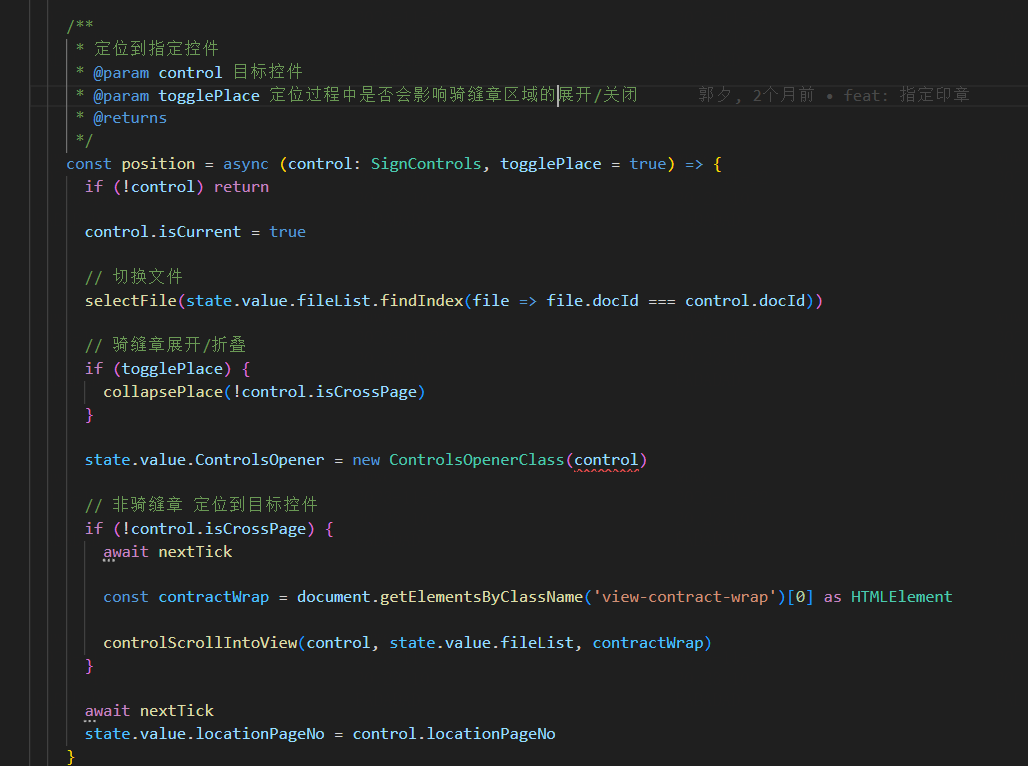 /**
 * 定位到指定控件
 * @param control 目标控件
 * @param togglePlace 定位过程中是否会影响骑缝章区域的展开/关闭 郭夕, 2个月前 • feat: 指定印章
 * @returns
 */
const position = async (control: SignControls, togglePlace = true) => {
  if (!control) return

  control.isCurrent = true

  // 切换文件
  selectFile(state.value.fileList.findIndex(file => file.docId === control.docId))

  // 骑缝章展开/折叠
  if (togglePlace) {
    collapsePlace(!control.isCrossPage)
  }

  state.value.ControlsOpener = new ControlsOpenerClass(control)

  // 非骑缝章 定位到目标控件
  if (!control.isCrossPage) {
    await nextTick

    const contractWrap = document.getElementsByClassName('view-contract-wrap')[0] as HTMLElement

    controlScrollIntoView(control, state.value.fileList, contractWrap)
  }

  await nextTick
  state.value.locationPageNo = control.locationPageNo
}